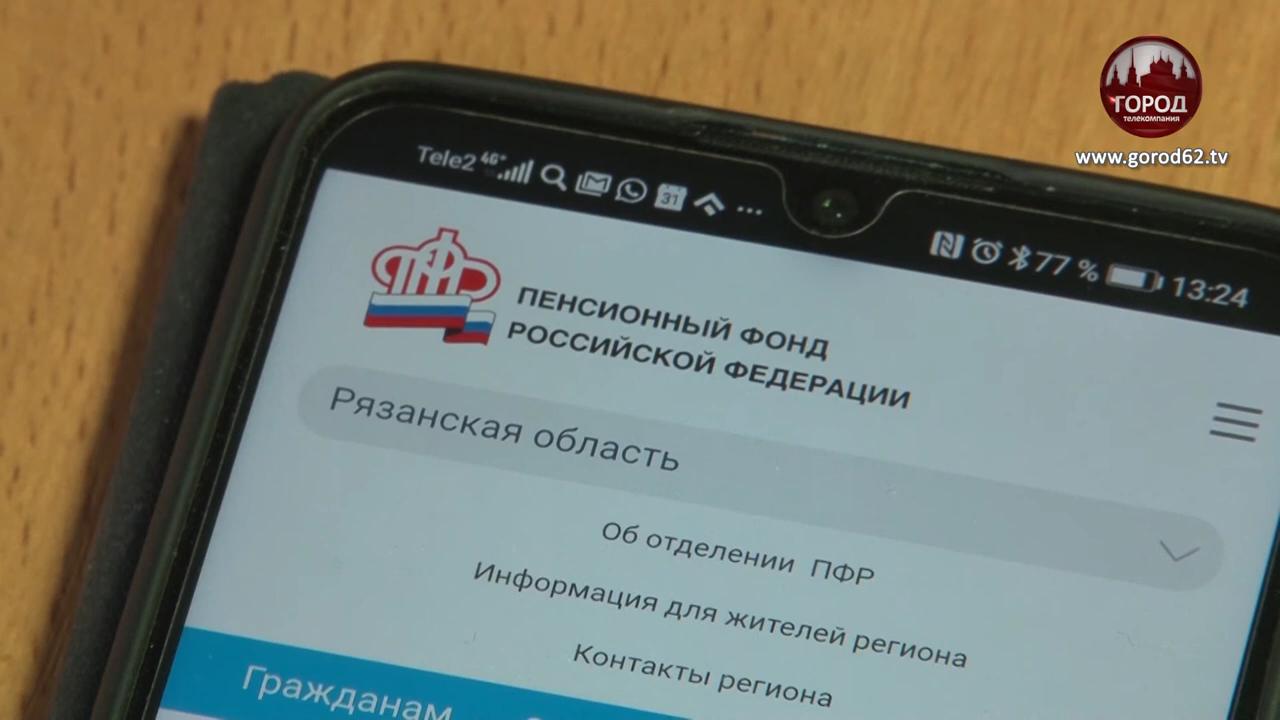 ГОРОД
телекомпания
www.gorod62.tv
Tele2 4G+
31
77 % 13:24
ПФР
ПЕНСИОННЫЙ ФОНД
РОССИЙСКОЙ ФЕДЕРАЦИИ
Рязанская область
Об отделении ПФР
Информация для жителей региона
Контакты региона
Гражданам